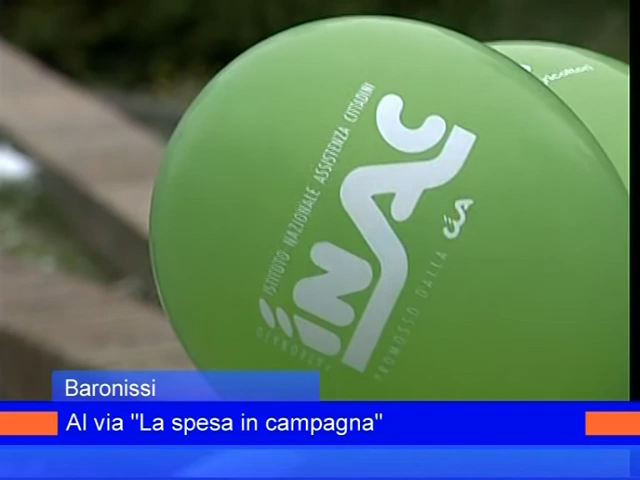 ISTITUTO NAZIONALE ASSISTENZA CITTADINI
INAC
PROMOSSO DALLA CIA
Baronissi
Al via "La spesa in campagna"